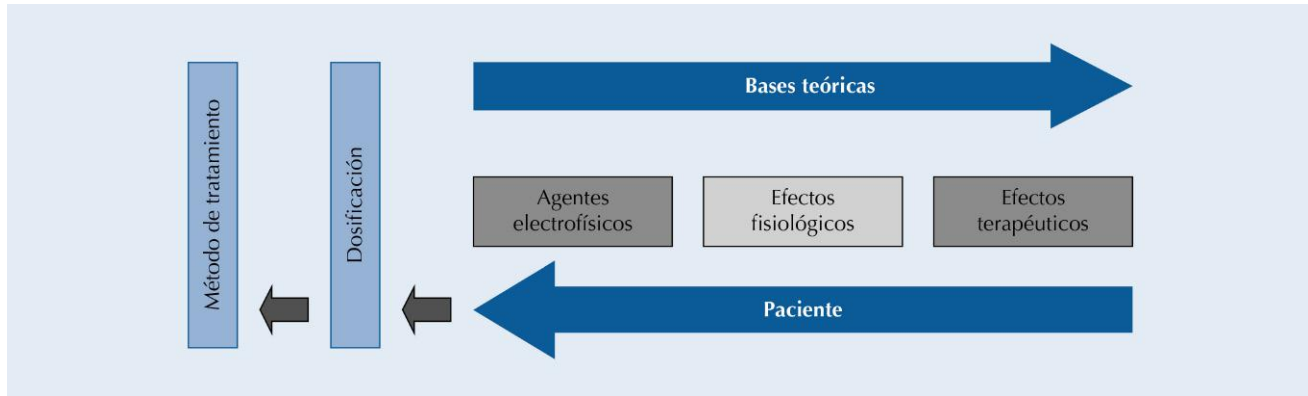 Método de tratamiento
Dosificación
Bases teóricas
Agentes
electrofísicos
Efectos
fisiológicos
Efectos
terapéuticos
Paciente